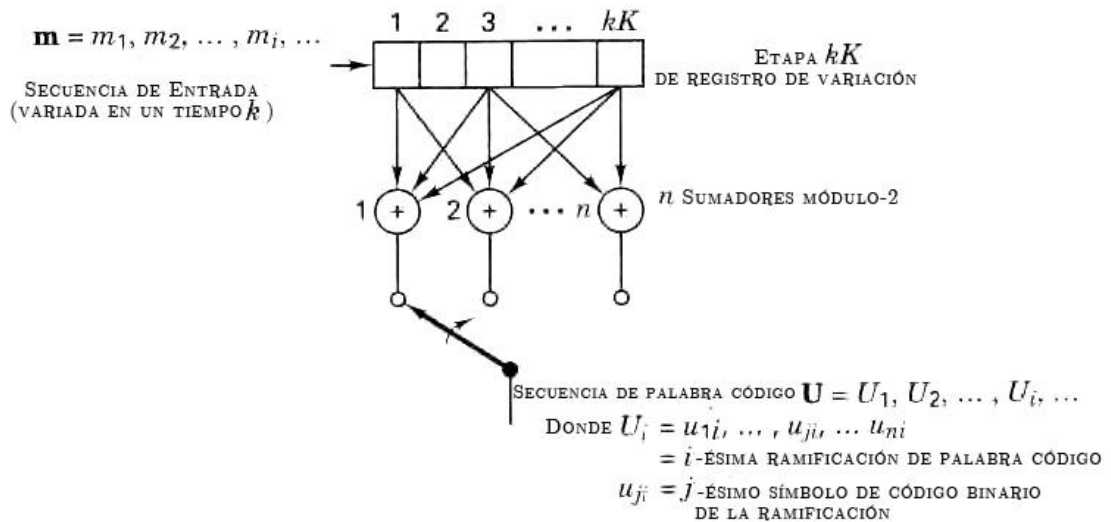 1 2 3 ... kK
m = m₁, m₂, ... , mᵢ, ...
SECUENCIA DE ENTRADA
(VARIADA EN UN TIEMPO k)
ETAPA kK
DE REGISTRO DE VARIACIÓN
1 + 2 + ... n +
n SUMADORES MÓDULO-2
SECUENCIA DE PALABRA CÓDIGO U = U₁, U₂, ... , Uᵢ, ...
DONDE Uᵢ = u₁ᵢ, ... , uⱼᵢ, ... uₙᵢ
= i-ÉSIMA RAMIFICACIÓN DE PALABRA CÓDIGO
uⱼᵢ = j-ÉSIMO SÍMBOLO DE CÓDIGO BINARIO
DE LA RAMIFICACIÓN